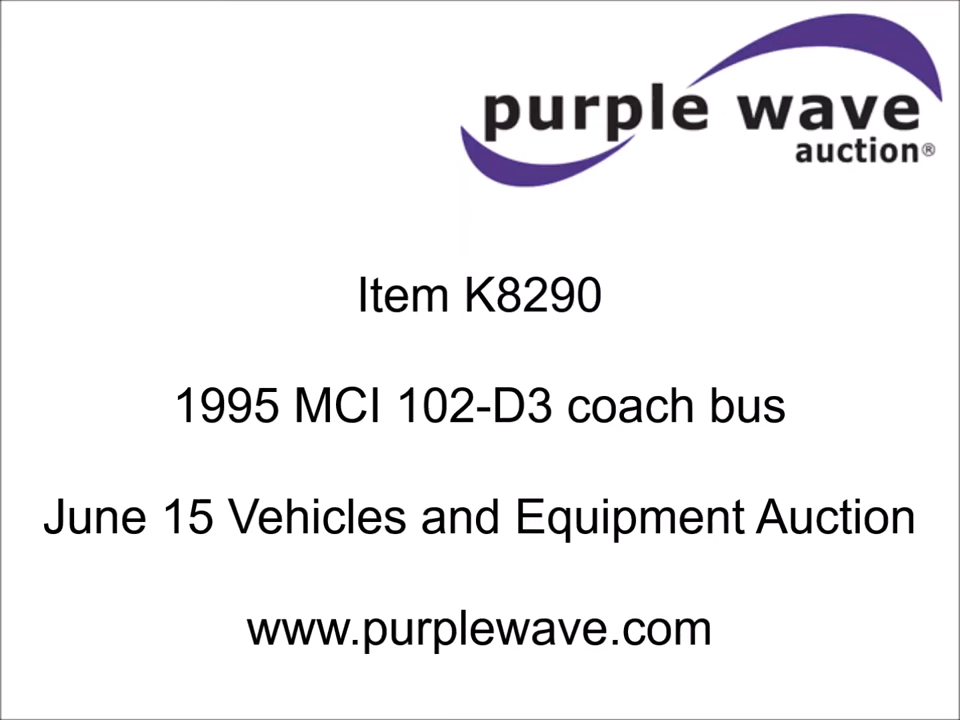 purple wave
auction®
Item K8290
1995 MCI 102-D3 coach bus
June 15 Vehicles and Equipment Auction
www.purplewave.com